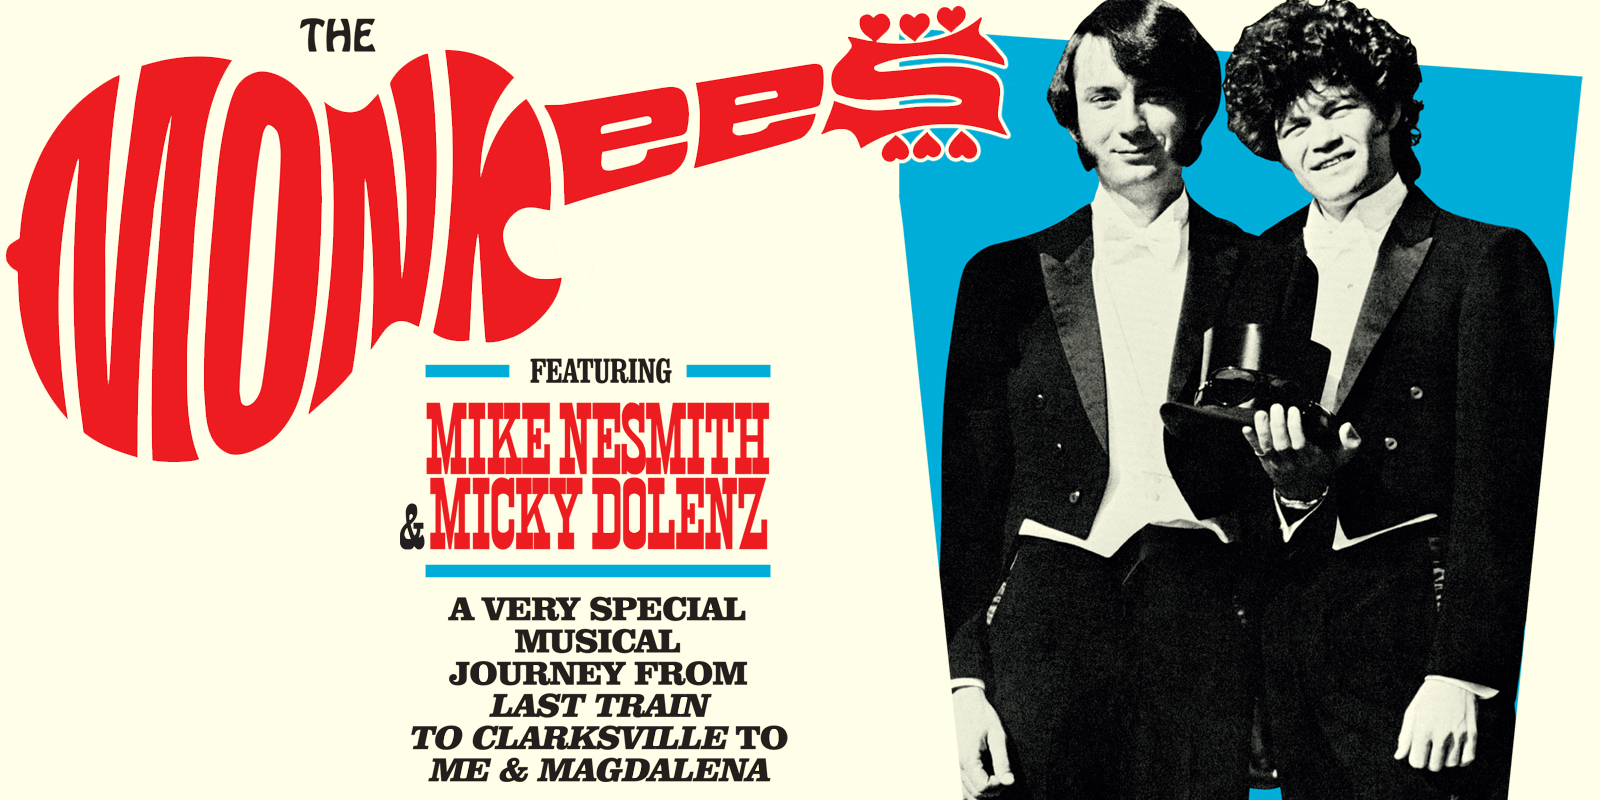 THE
MONKEES
FEATURING
MIKE NESMITH
& MICKY DOLENZ
A VERY SPECIAL
MUSICAL
JOURNEY FROM
LAST TRAIN
TO CLARKSVILLE TO
ME & MAGDALENA